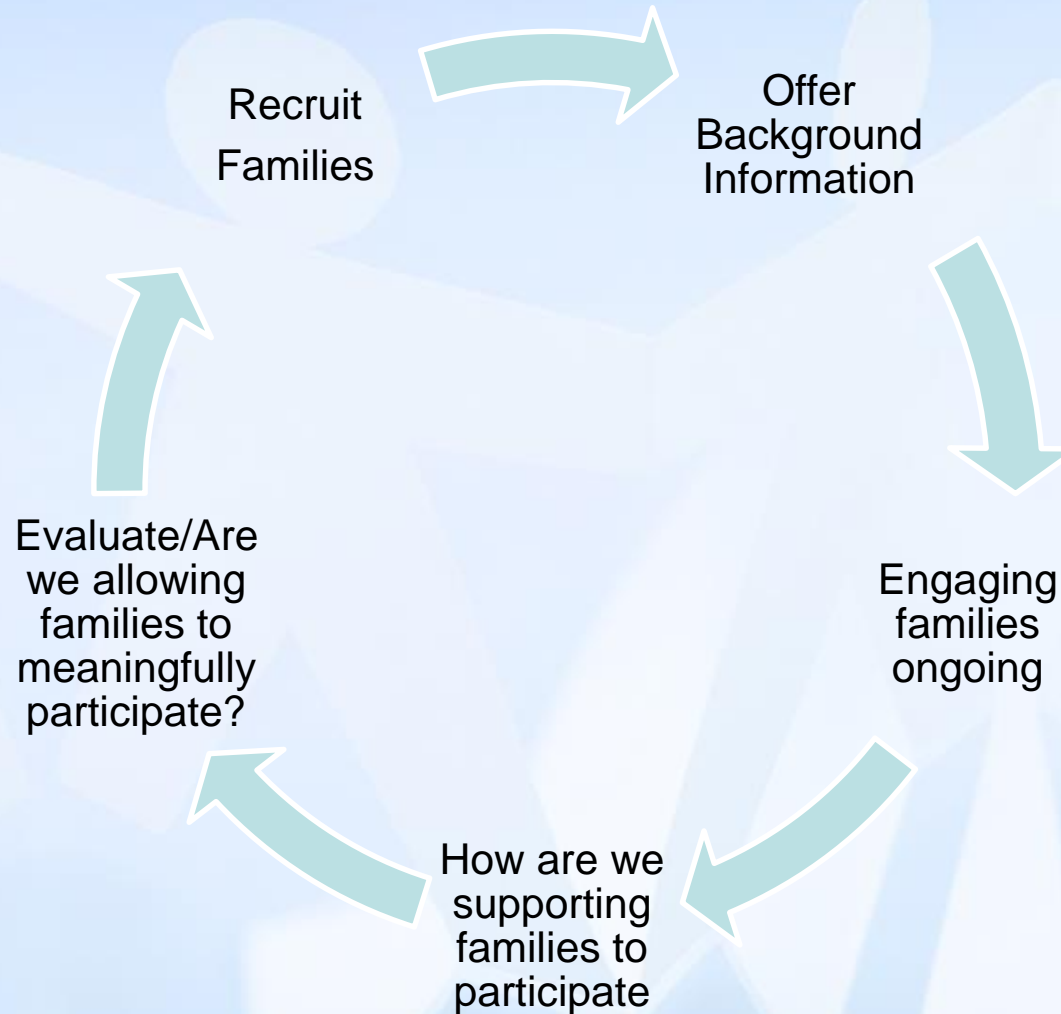 Recruit
Families
Offer
Background
Information
Engaging
families
ongoing
How are we
supporting
families to
participate
Evaluate/Are
we allowing
families to
meaningfully
participate?